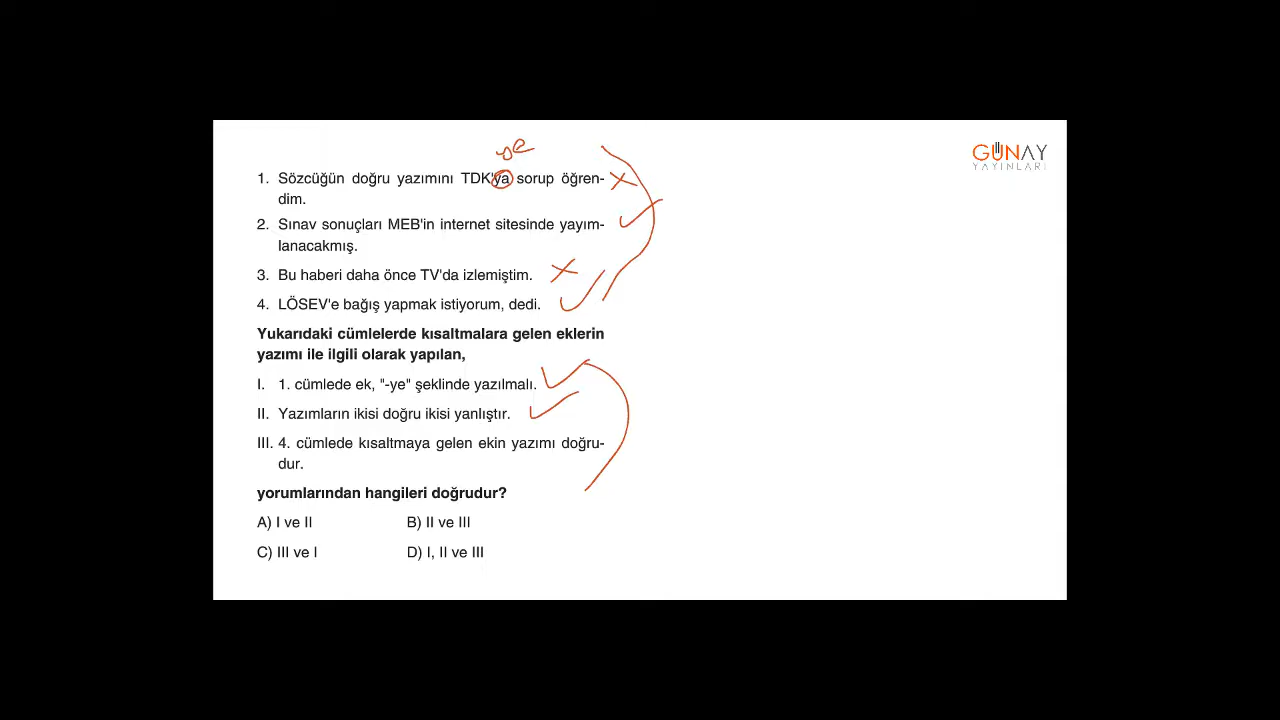 GÜNAY
YAYINLARI
ye
1. Sözcüğün doğru yazımını TDK'ya sorup öğren-
dim.
2. Sınav sonuçları MEB'in internet sitesinde yayım-
lanacakmış.
3. Bu haberi daha önce TV'da izlemiştim.
4. LÖSEV'e bağış yapmak istiyorum, dedi.
Yukarıdaki cümlelerde kısaltmalara gelen eklerin
yazımı ile ilgili olarak yapılan,
I. 1. cümlede ek, "-ye" şeklinde yazılmalı.
II. Yazımların ikisi doğru ikisi yanlıştır.
III. 4. cümlede kısaltmaya gelen ekin yazımı doğru-
dur.
yorumlarından hangileri doğrudur?
A) I ve II B) II ve III
C) III ve I D) I, II ve III